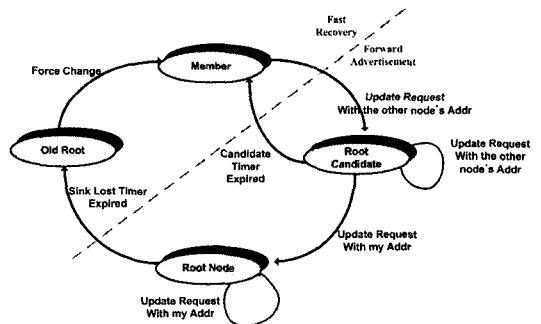 Fast
Recovery
Forward
Advertisement
Member
Force Change
Update Request
With the other node's Addr
Old Root
Candidate
Timer
Expired
Root
Candidate
Update Request
With the other
node's Addr
Sink Lost Timer
Expired
Update Request
With my Addr
Root Node
Update Request
With my Addr